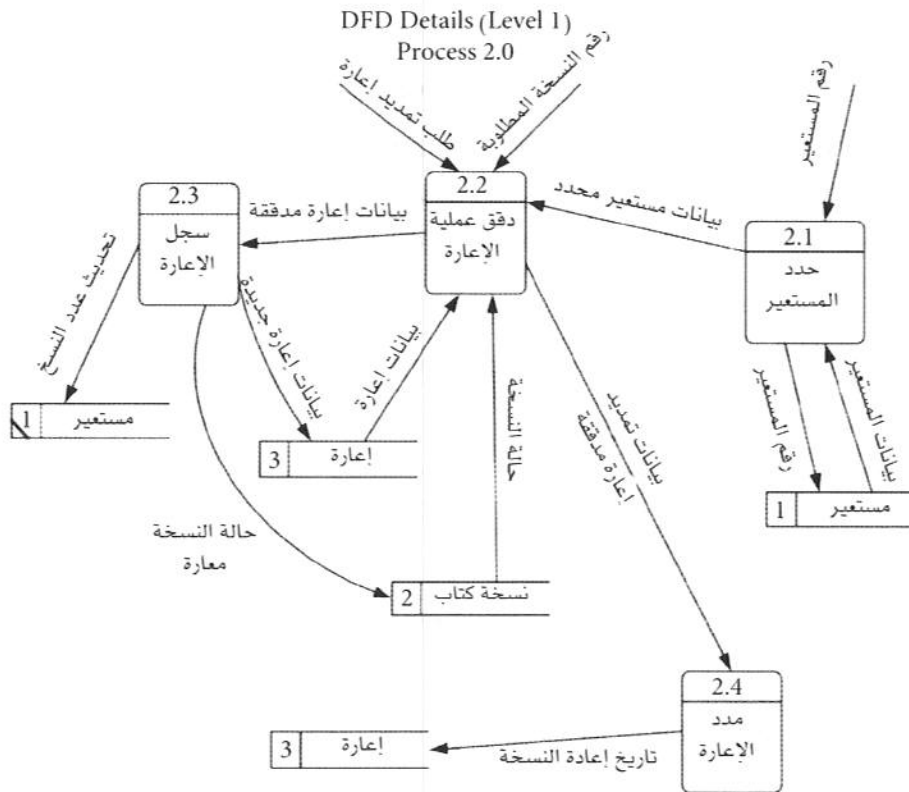 DFD Details (Level 1)
Process 2.0
رقم المستعير
رقم النسخة المطلوبة
طلب تمديد إعارة
2.1
حدد
المستعير
بيانات مستعير محدد
2.2
دقق عملية
الإعارة
بيانات إعارة مدققة
2.3
سجل
الإعارة
تحديث عدد النسخ
بيانات إعارة جديدة
بيانات إعارة
حالة النسخة
بيانات تمديد
إعارة مدققة
رقم المستعير
بيانات المستعير
1
مستعير
1
مستعير
3
إعارة
حالة النسخة
معارة
2
نسخة كتاب
2.4
مدد
الإعارة
تاريخ إعادة النسخة
3
إعارة